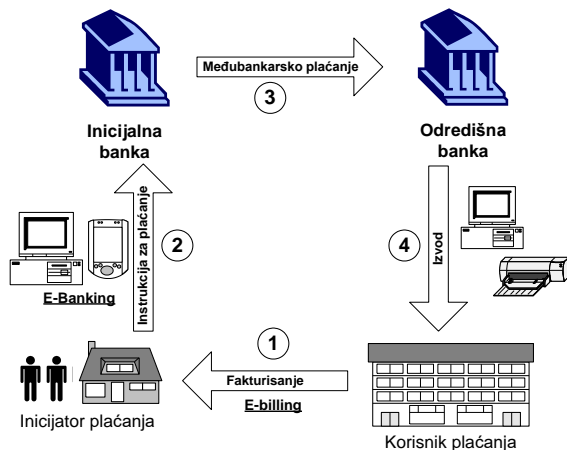 Međubankarsko plaćanje
3
Inicijalna
banka
Odredišna
banka
Instrukcija za plaćanje
2
4
Izvod
E-Banking
1
Fakturisanje
E-billing
Inicijator plaćanja
Korisnik plaćanja